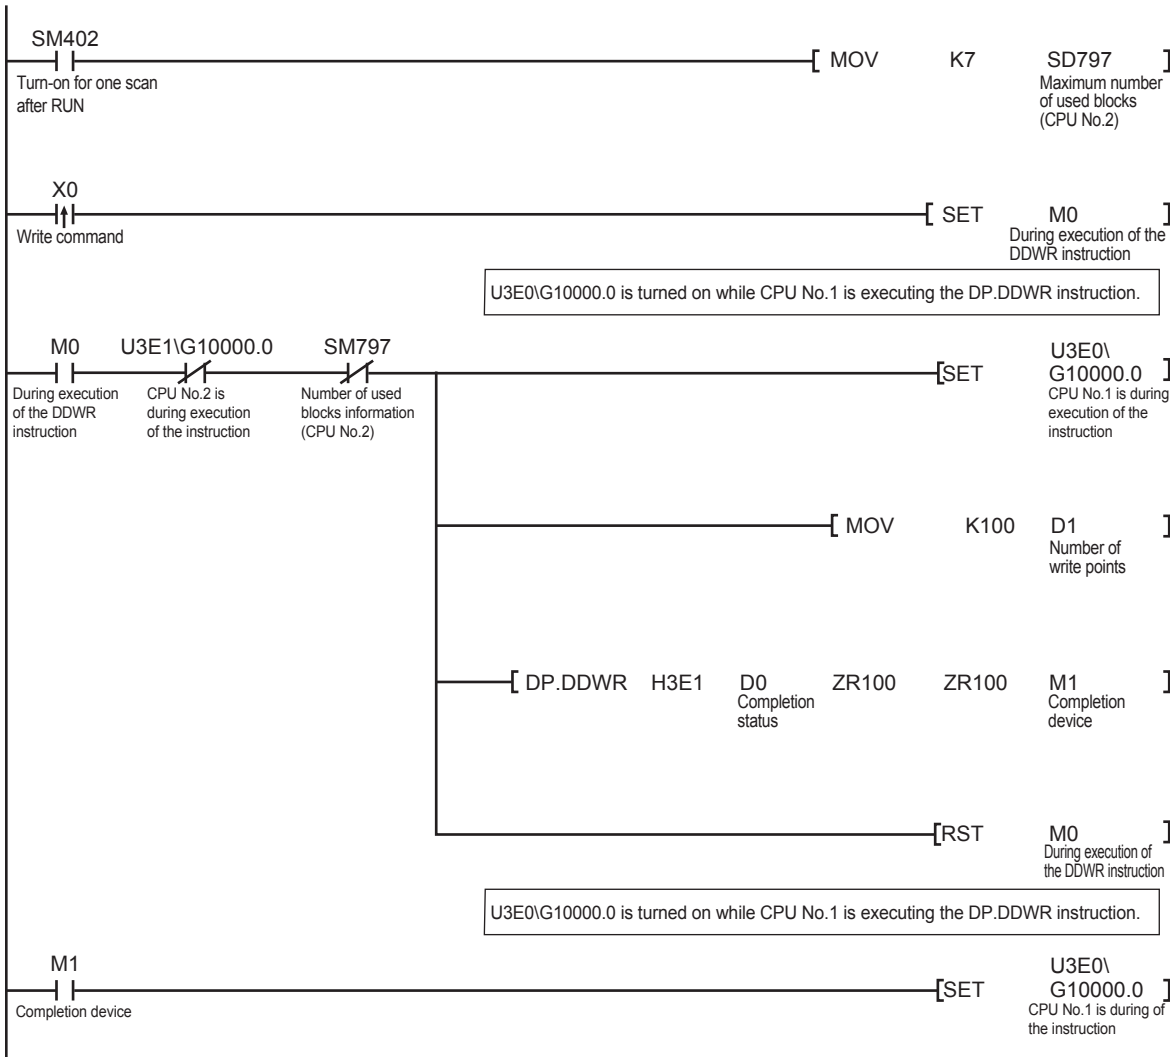 SM402
MOV K7 SD797
Turn-on for one scan
after RUN
Maximum number
of used blocks
(CPU No.2)
X0
SET M0
Write command
During execution of the
DDWR instruction
U3E0\G10000.0 is turned on while CPU No.1 is executing the DP.DDWR instruction.
M0 U3E1\G10000.0 SM797
SET
U3E0\
G10000.0
During execution
of the DDWR
instruction
CPU No.2 is
during execution
of the instruction
Number of used
blocks information
(CPU No.2)
CPU No.1 is during
execution of the
instruction
MOV K100 D1
Number of
write points
DP.DDWR H3E1 D0 ZR100 ZR100 M1
Completion
status
Completion
device
RST M0
During execution of
the DDWR instruction
U3E0\G10000.0 is turned on while CPU No.1 is executing the DP.DDWR instruction.
M1
SET
U3E0\
G10000.0
Completion device
CPU No.1 is during of
the instruction